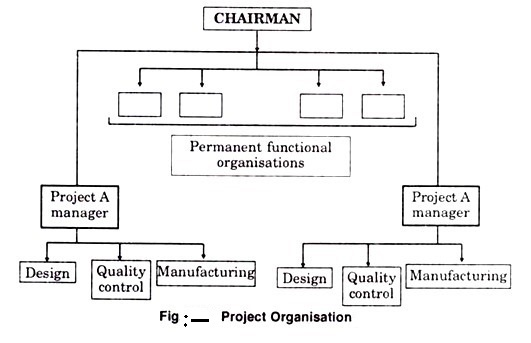 CHAIRMAN
Permanent functional
organisations
Project A
manager
Project A
manager
Design
Quality
control
Manufacturing
Design
Quality
control
Manufacturing
Fig :— Project Organisation